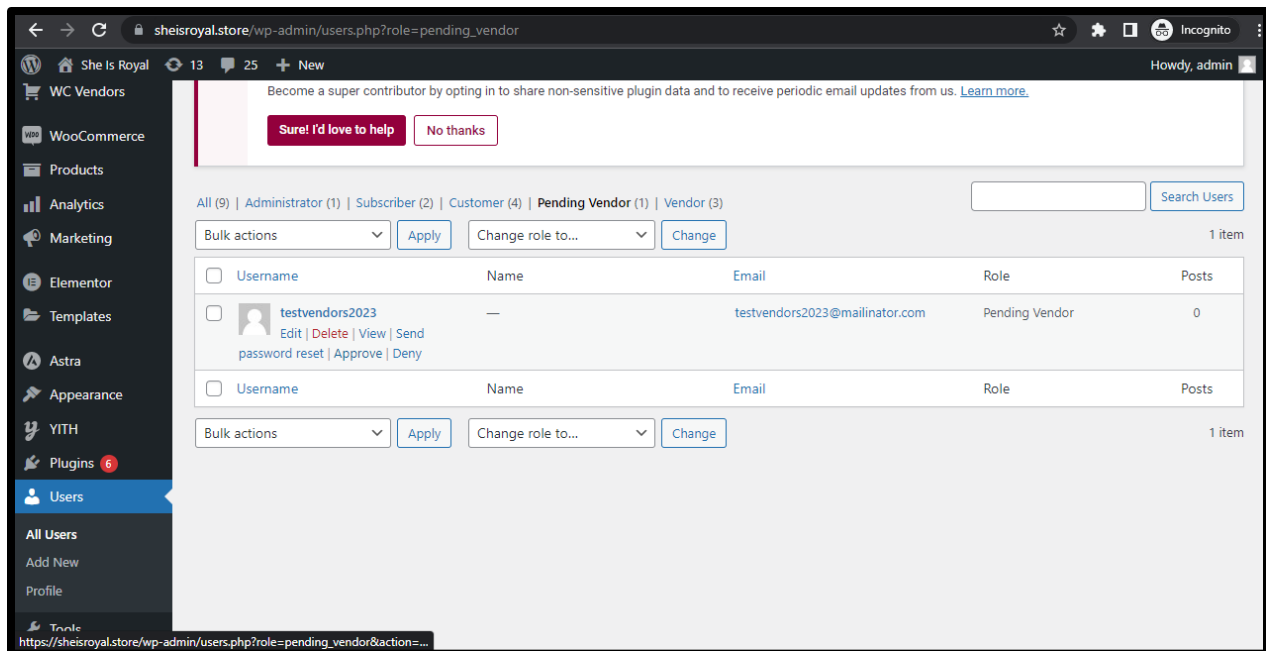 sheisroyal.store/wp-admin/users.php?role=pending_vendor Incognito
She Is Royal 13 25 New Howdy, admin
WC Vendors
WooCommerce
Products
Analytics
Marketing
Elementor
Templates
Astra
Appearance
YITH
Plugins 6
Users
All Users
Add New
Profile
Tools
Become a super contributor by opting in to share non-sensitive plugin data and to receive periodic email updates from us. Learn more.
Sure! I'd love to help No thanks
All (9) | Administrator (1) | Subscriber (2) | Customer (4) | Pending Vendor (1) | Vendor (3)
Search Users
Bulk actions Apply Change role to... Change 1 item
Username Name Email Role Posts
testvendors2023 — testvendors2023@mailinator.com Pending Vendor 0
Edit | Delete | View | Send
password reset | Approve | Deny
Username Name Email Role Posts
Bulk actions Apply Change role to... Change 1 item
https://sheisroyal.store/wp-admin/users.php?role=pending_vendor&action=...